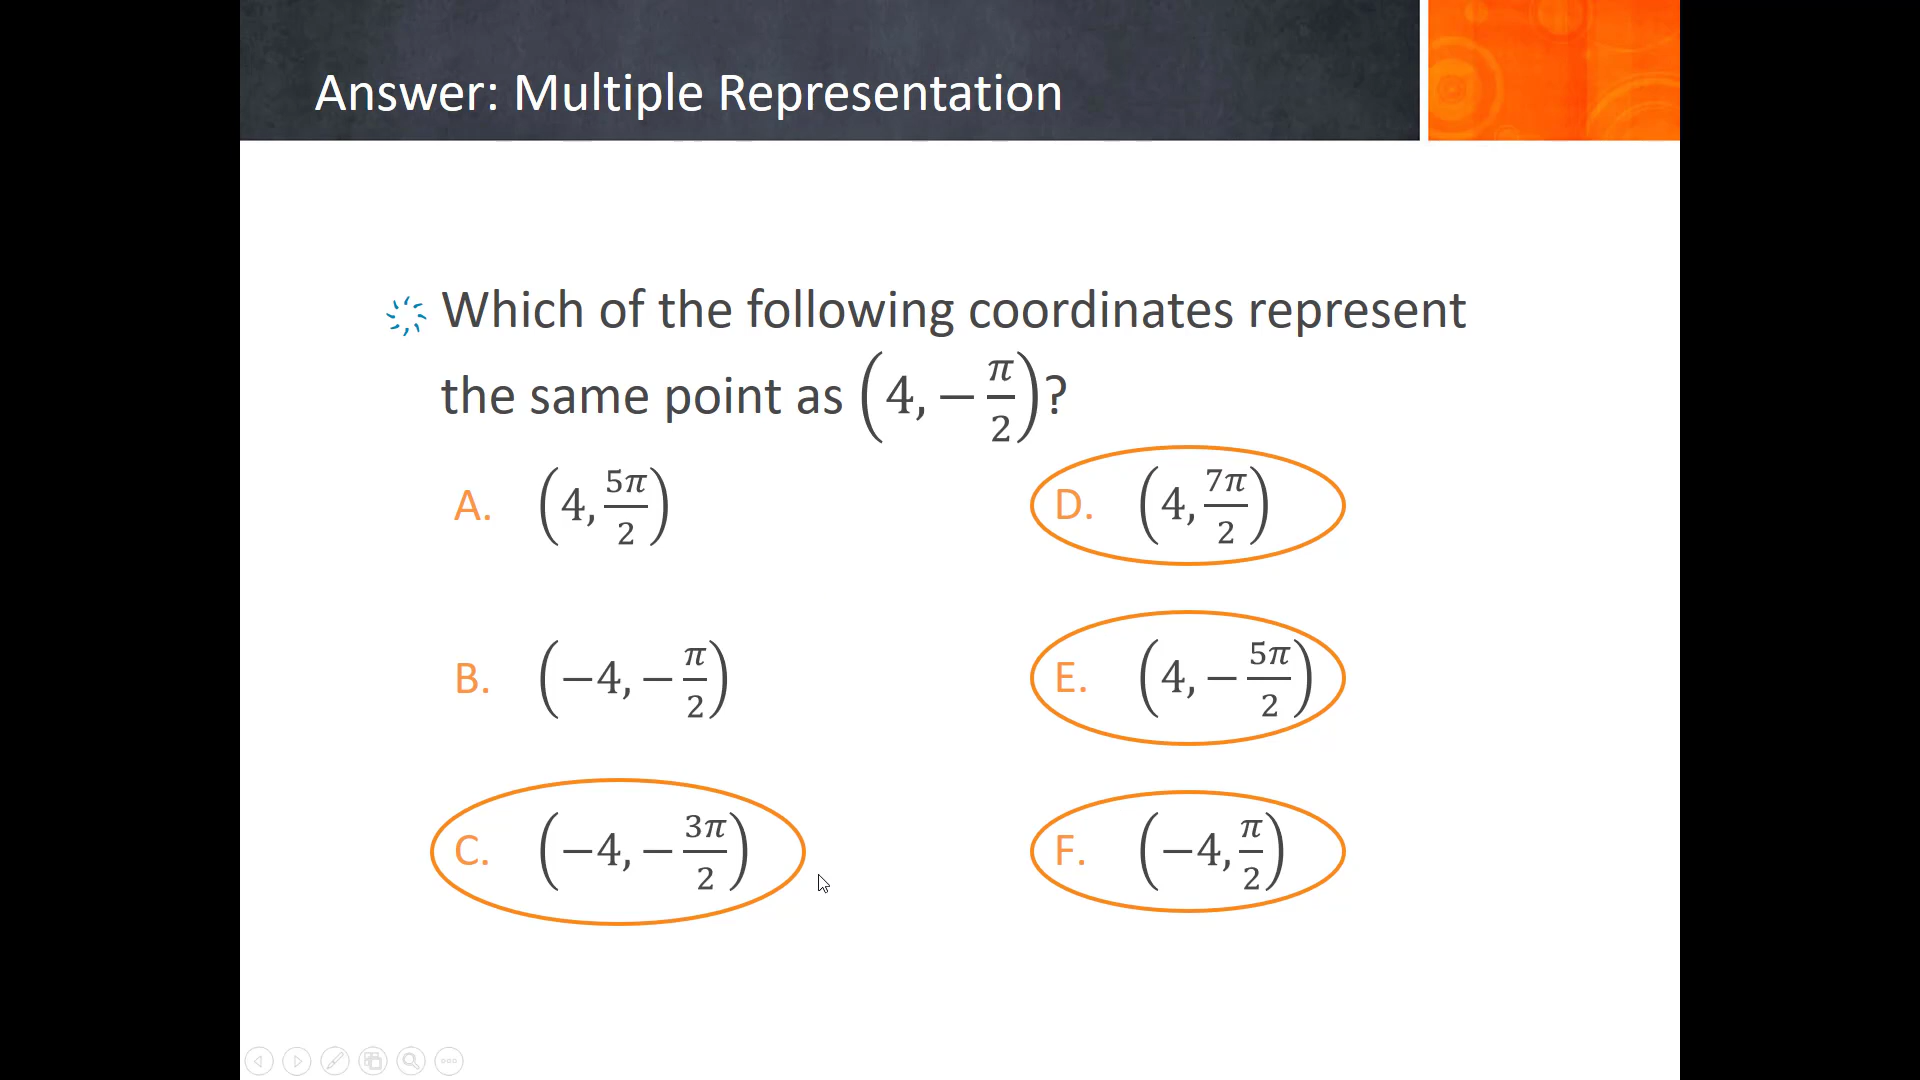 Answer: Multiple Representation
Which of the following coordinates represent
the same point as (4, −π/2)?
A. (4, 5π/2)
B. (−4, −π/2)
C. (−4, −3π/2)
D. (4, 7π/2)
E. (4, −5π/2)
F. (−4, π/2)